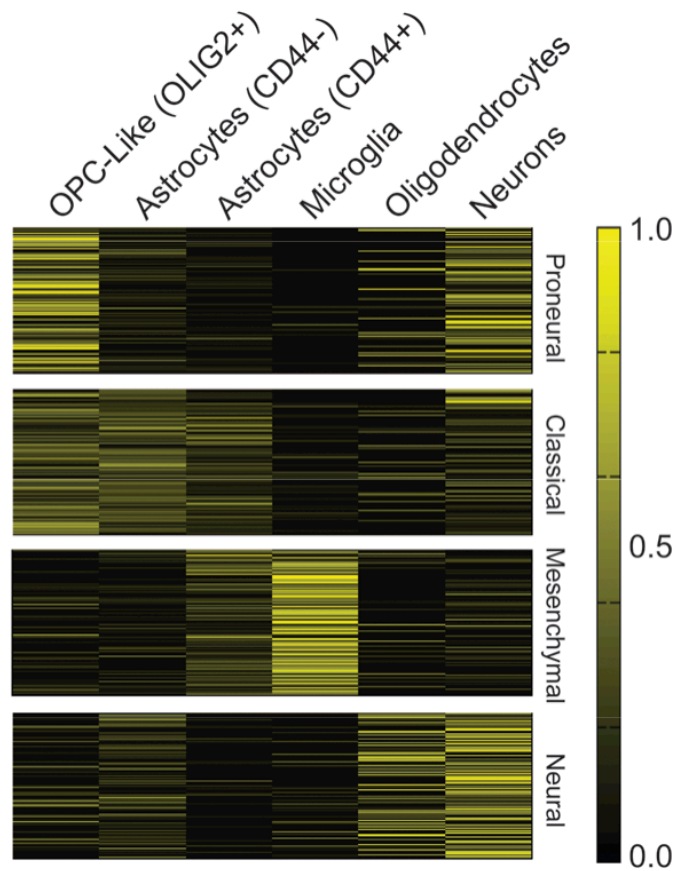 OPC-Like (OLIG2+)
Astrocytes (CD44-)
Astrocytes (CD44+)
Microglia
Oligodendrocytes
Neurons
Proneural
Classical
Mesenchymal
Neural
1.0
0.5
0.0